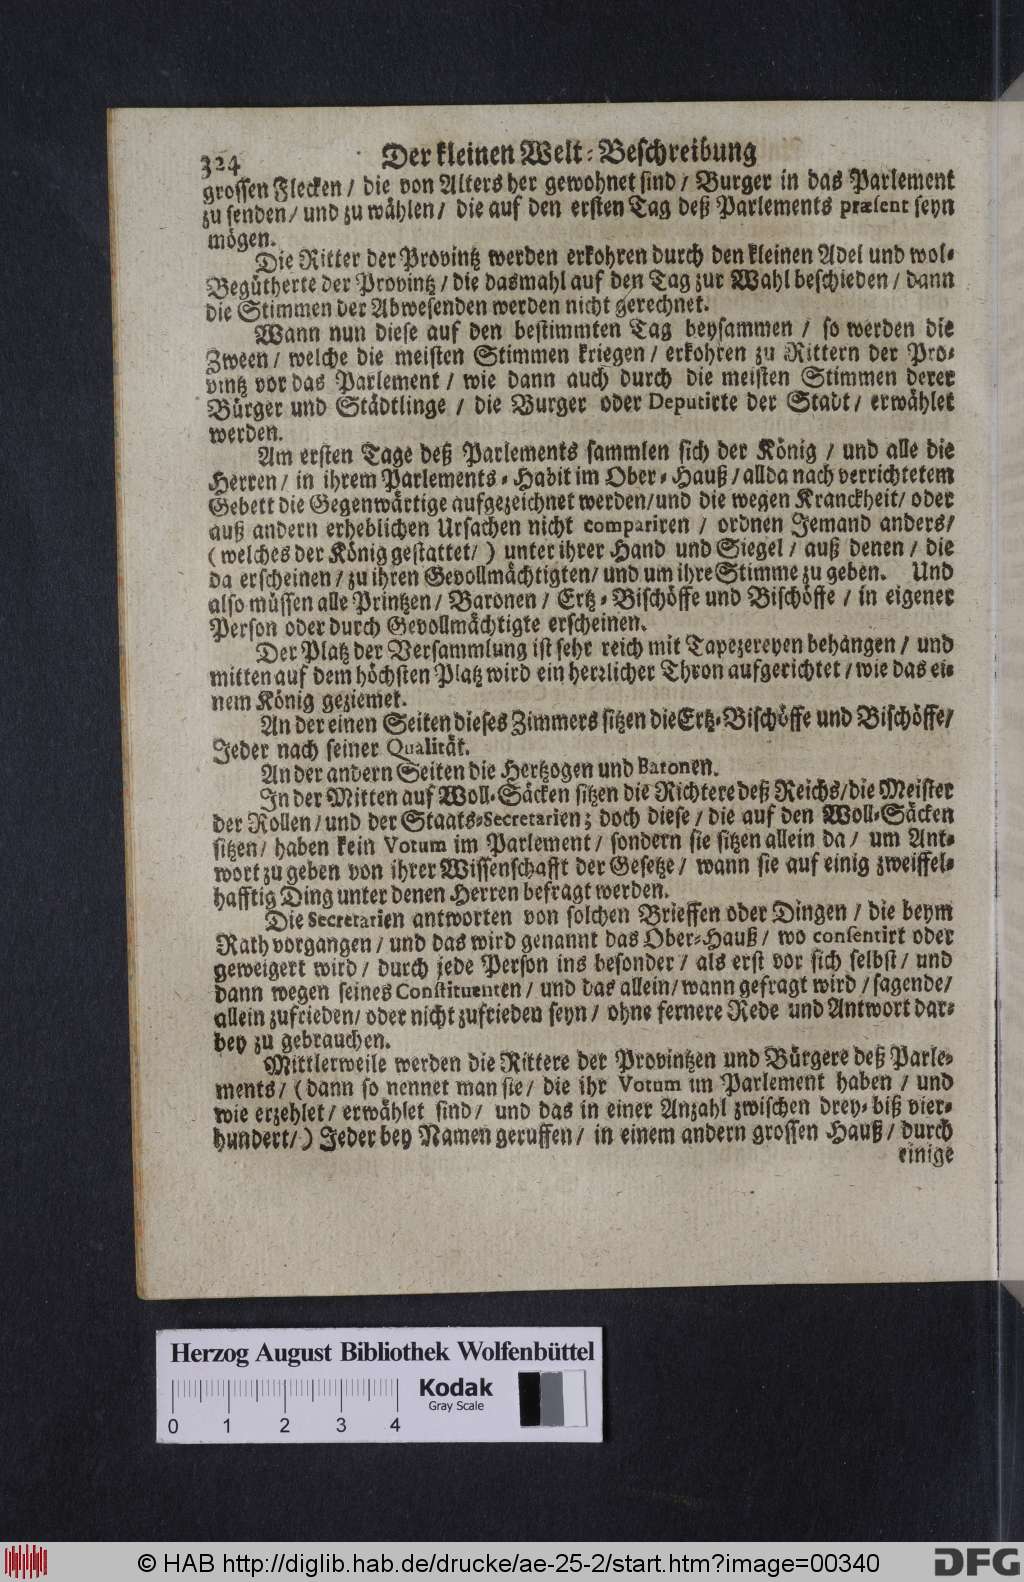 324 Der kleinen Welt-Beschreibung
grossen Flecken / die von Alters her gewohnet sind / Burger in das Parlement
zu senden / und zu wählen / die auf den ersten Tag deß Parlements præsent seyn
mögen.
Die Ritter der Provintz werden erkohren durch den kleinen Adel und wol-
Begütherte der Provintz / die dasmahl auf den Tag zur Wahl beschieden / dann
die Stimmen der Abwesenden werden nicht gerechnet.
Wann nun diese auf den bestimmten Tag beysammen / so werden die
Zween / welche die meisten Stimmen kriegen / erkohren zu Rittern der Pro-
vintz vor das Parlement / wie dann auch durch die meisten Stimmen derer
Bürger und Städtlinge / die Burger oder Deputirte der Stadt / erwählet
werden.
Am ersten Tage deß Parlements sammlen sich der König / und alle die
Herren / in ihrem Parlements-Habit im Ober-Hauß / allda nach verrichtetem
Gebett die Gegenwärtige aufgezeichnet werden / und die wegen Kranckheit / oder
auß andern erheblichen Ursachen nicht compariren / ordnen Jemand anders /
( welches der König gestattet / ) unter ihrer Hand und Siegel / auß denen / die
da erscheinen / zu ihren Gevollmächtigten / und um ihre Stimme zu geben. Und
also müssen alle Printzen / Baronen / Ertz-Bischöffe und Bischöffe / in eigener
Person oder durch Gevollmächtigte erscheinen.
Der Platz der Versammlung ist sehr reich mit Tapezereyen behangen / und
mitten auf dem höchsten Platz wird ein herrlicher Thron aufgerichtet / wie das ei-
nem König geziemet.
An der einen Seiten dieses Zimmers sitzen die Ertz-Bischöffe und Bischöffe /
Jeder nach seiner Qualität.
An der andern Seiten die Hertzogen und Baronen.
In der Mitten auf Woll-Säcken sitzen die Richtere deß Reichs / die Meister
der Rollen / und der Staats-Secretarien; doch diese / die auf den Woll-Säcken
sitzen / haben kein Votum im Parlement / sondern sie sitzen allein da / um Ant-
wort zu geben von ihrer Wissenschafft der Gesetze / wann sie auf einig zweiffel-
hafftig Ding unter denen Herren befragt werden.
Die Secretarien antworten von solchen Brieffen oder Dingen / die beym
Rath vorgangen / und das wird genannt das Ober-Hauß / wo consentirt oder
geweigert wird / durch jede Person ins besonder / als erst vor sich selbst / und
dann wegen seines Constituenten / und das allein / wann gefragt wird / sagende /
allein zufrieden / oder nicht zufrieden seyn / ohne fernere Rede und Antwort dar-
bey zu gebrauchen.
Mittlerweile werden die Rittere der Provintzen und Bürgere deß Parle-
ments / ( dann so nennet man sie / die ihr Votum im Parlement haben / und
wie erzehlet / erwählet sind / und das in einer Anzahl zwischen drey-biß vier-
hundert / ) Jeder bey Namen geruffen / in einem andern grossen Hauß / durch
einige
Herzog August Bibliothek Wolfenbüttel
Kodak
Gray Scale
0 1 2 3 4
© HAB http://diglib.hab.de/drucke/ae-25-2/start.htm?image=00340
DFG